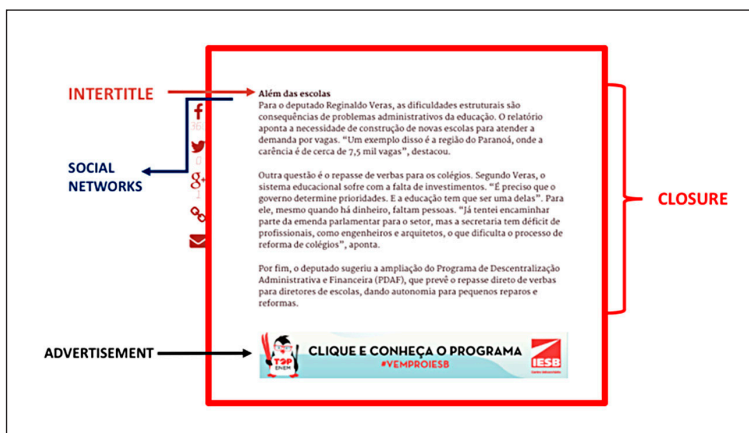 INTERTITLE
SOCIAL
NETWORKS
ADVERTISEMENT
CLOSURE
Além das escolas
Para o deputado Reginaldo Veras, as dificuldades estruturais são
consequências de problemas administrativos da educação. O relatório
aponta a necessidade de construção de novas escolas para atender a
demanda por vagas. “Um exemplo disso é a região do Paranoá, onde a
carência é de cerca de 7,5 mil vagas”, destacou.
Outra questão é o repasse de verbas para os colégios. Segundo Veras, o
sistema educacional sofre com a falta de investimentos. “É preciso que o
governo determine prioridades. E a educação tem que ser uma delas”. Para
ele, mesmo quando há dinheiro, faltam pessoas. “Já tentei encaminhar
parte da emenda parlamentar para o setor, mas a secretaria tem déficit de
profissionais, como engenheiros e arquitetos, o que dificulta o processo de
reforma de colégios”, aponta.
Por fim, o deputado sugeriu a ampliação do Programa de Descentralização
Administrativa e Financeira (PDAF), que prevê o repasse direto de verbas
para diretores de escolas, dando autonomia para pequenos reparos e
reformas.
TOP
ENEM
CLIQUE E CONHEÇA O PROGRAMA
#VEMPROIESB
IESB